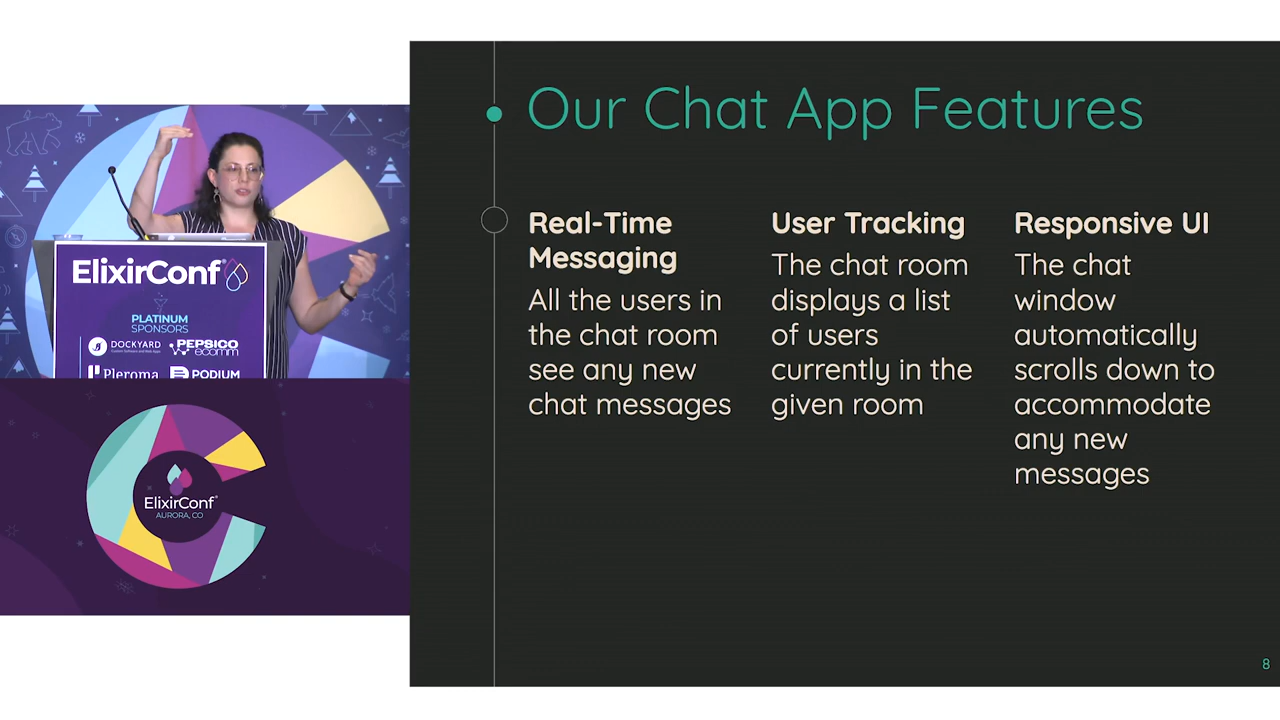 ElixirConf
PLATINUM
SPONSORS
DOCKYARD
PEPSICO
ecomm
Pleroma
PODIUM
ElixirConf
AURORA, CO
Our Chat App Features
Real-Time
Messaging
All the users in
the chat room
see any new
chat messages
User Tracking
The chat room
displays a list
of users
currently in the
given room
Responsive UI
The chat
window
automatically
scrolls down to
accommodate
any new
messages
8